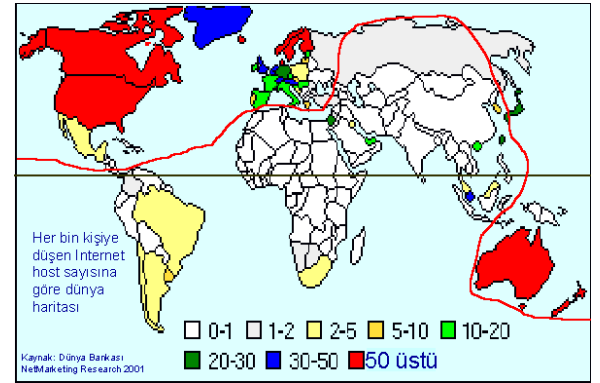 Her bin kişiye
düşen Internet
host sayısına
göre dünya
haritası
0-1 1-2 2-5 5-10 10-20
20-30 30-50 50 üstü
Kaynak: Dünya Bankası
NetMarketing Research 2001